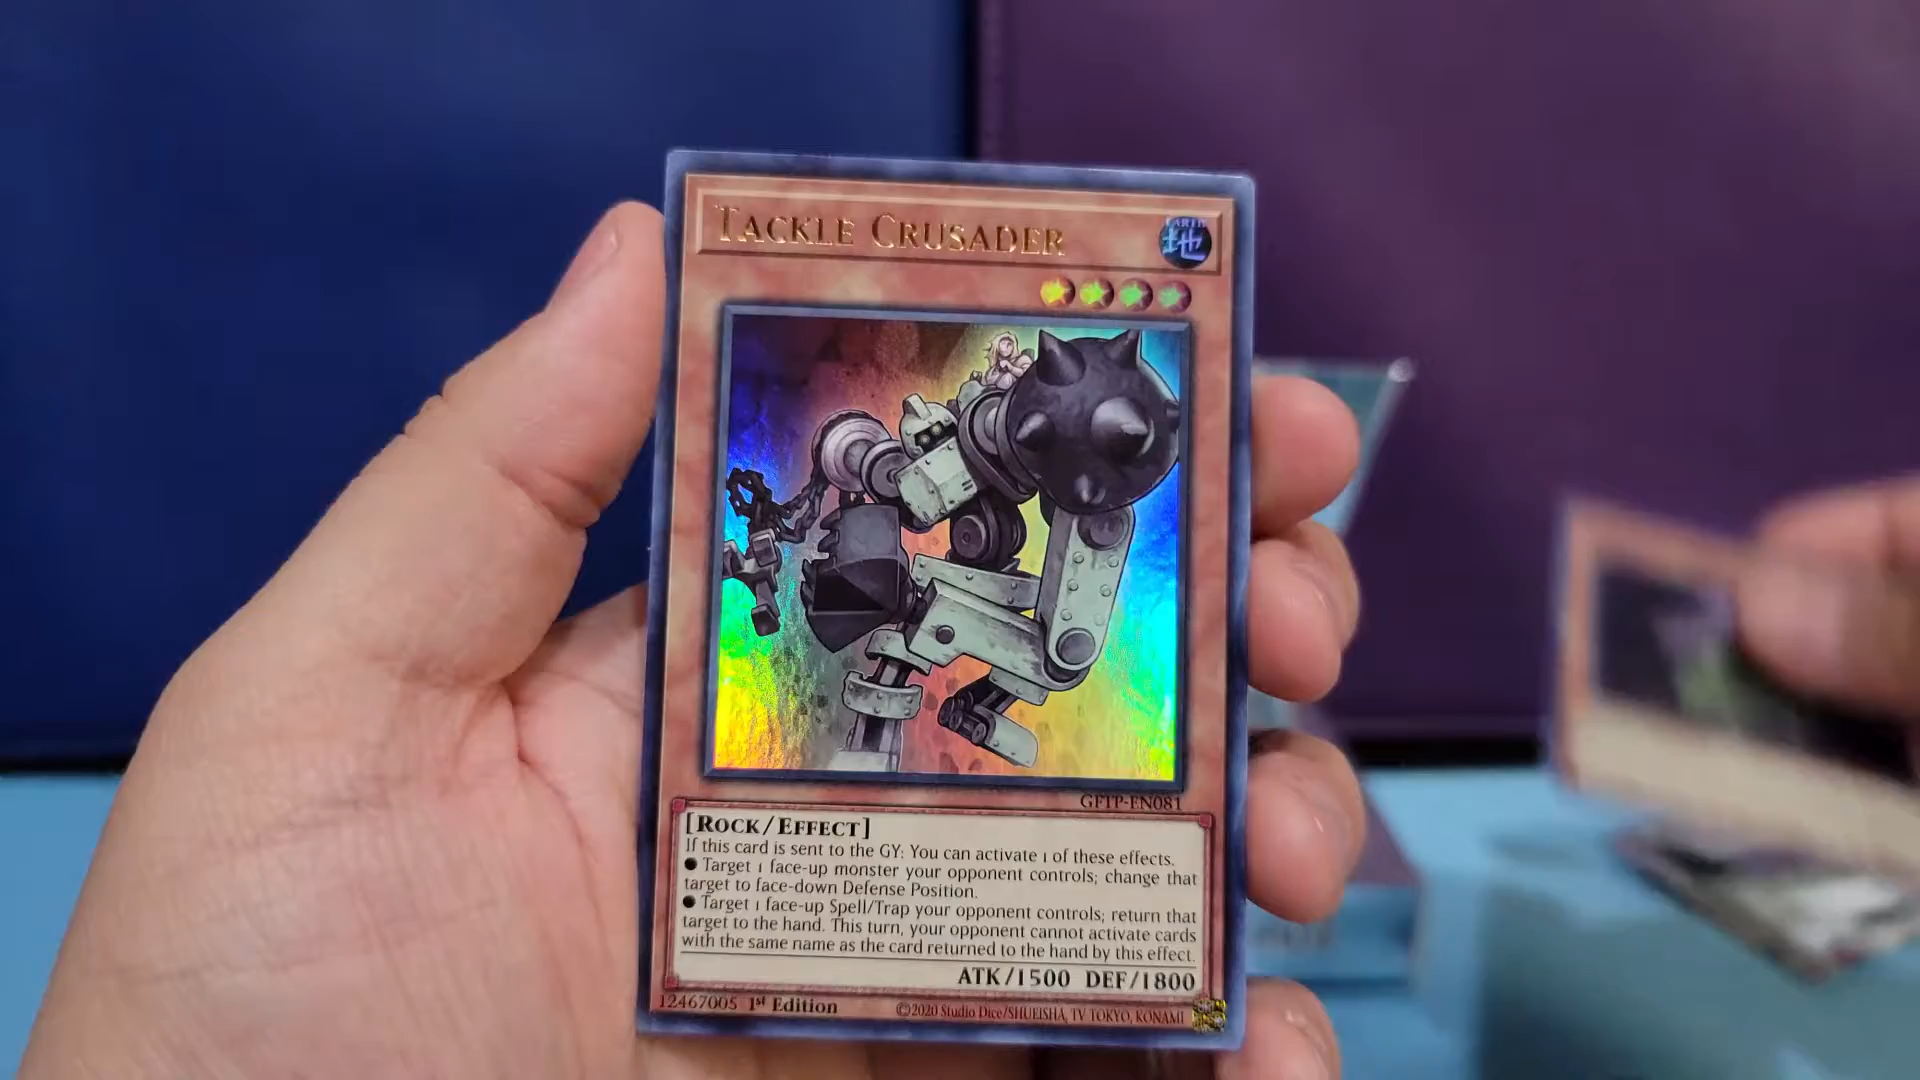 TACKLE CRUSADER
EARTH
地
GFTP-EN081
[ROCK/EFFECT]
If this card is sent to the GY: You can activate 1 of these effects.
● Target 1 face-up monster your opponent controls; change that
target to face-down Defense Position.
● Target 1 face-up Spell/Trap your opponent controls; return that
target to the hand. This turn, your opponent cannot activate cards
with the same name as the card returned to the hand by this effect.
ATK/1500 DEF/1800
12467005 1st Edition
©2020 Studio Dice/SHUEISHA, TV TOKYO, KONAMI